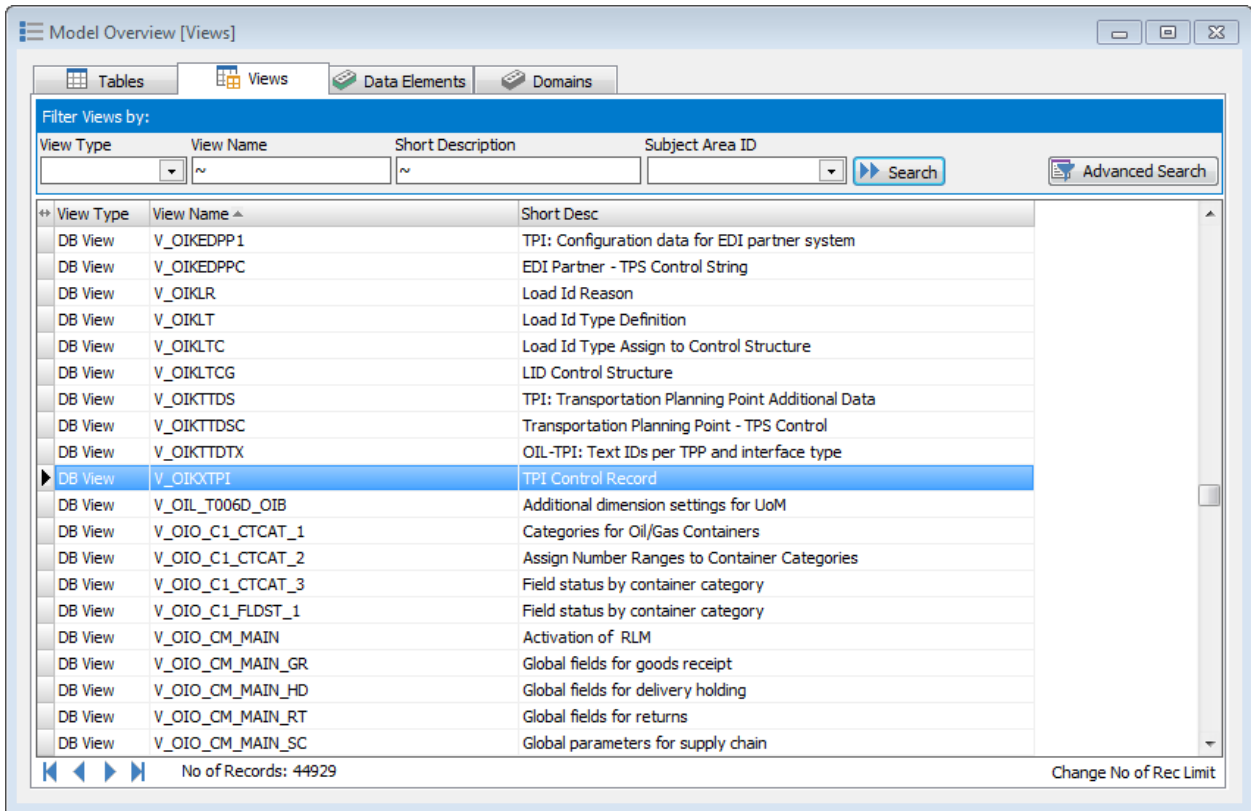 Model Overview [Views]
Tables Views Data Elements Domains
Filter Views by:
View Type View Name Short Description Subject Area ID
~ ~ Search Advanced Search
View Type View Name Short Desc
DB View V_OIKEDPP1 TPI: Configuration data for EDI partner system
DB View V_OIKEDPPC EDI Partner - TPS Control String
DB View V_OIKLR Load Id Reason
DB View V_OIKLT Load Id Type Definition
DB View V_OIKLTC Load Id Type Assign to Control Structure
DB View V_OIKLTCG LID Control Structure
DB View V_OIKTTDS TPI: Transportation Planning Point Additional Data
DB View V_OIKTTDSC Transportation Planning Point - TPS Control
DB View V_OIKTTDTX OIL-TPI: Text IDs per TPP and interface type
DB View V_OIKXTPI TPI Control Record
DB View V_OIL_T006D_OIB Additional dimension settings for UoM
DB View V_OIO_C1_CTCAT_1 Categories for Oil/Gas Containers
DB View V_OIO_C1_CTCAT_2 Assign Number Ranges to Container Categories
DB View V_OIO_C1_CTCAT_3 Field status by container category
DB View V_OIO_C1_FLDST_1 Field status by container category
DB View V_OIO_CM_MAIN Activation of RLM
DB View V_OIO_CM_MAIN_GR Global fields for goods receipt
DB View V_OIO_CM_MAIN_HD Global fields for delivery holding
DB View V_OIO_CM_MAIN_RT Global fields for returns
DB View V_OIO_CM_MAIN_SC Global parameters for supply chain
No of Records: 44929 Change No of Rec Limit